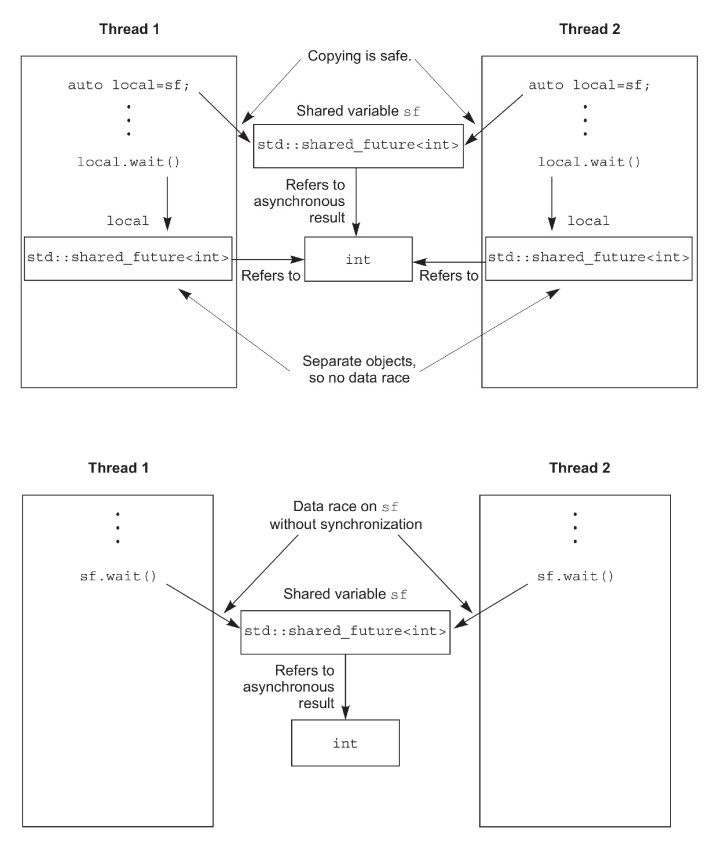 Thread 1
Thread 2
Copying is safe.
auto local=sf;
auto local=sf;
Shared variable sf
std::shared_future<int>
local.wait()
local.wait()
Refers to
asynchronous
result
local
local
std::shared_future<int>
int
std::shared_future<int>
Refers to
Refers to
Separate objects,
so no data race
Thread 1
Thread 2
Data race on sf
without synchronization
sf.wait()
sf.wait()
Shared variable sf
std::shared_future<int>
Refers to
asynchronous
result
int